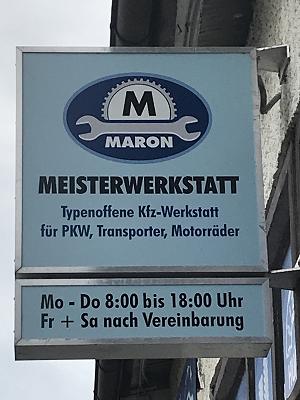 M
MARON
MEISTERWERKSTATT
Typenoffene Kfz-Werkstatt
für PKW, Transporter, Motorräder
Mo - Do 8:00 bis 18:00 Uhr
Fr + Sa nach Vereinbarung